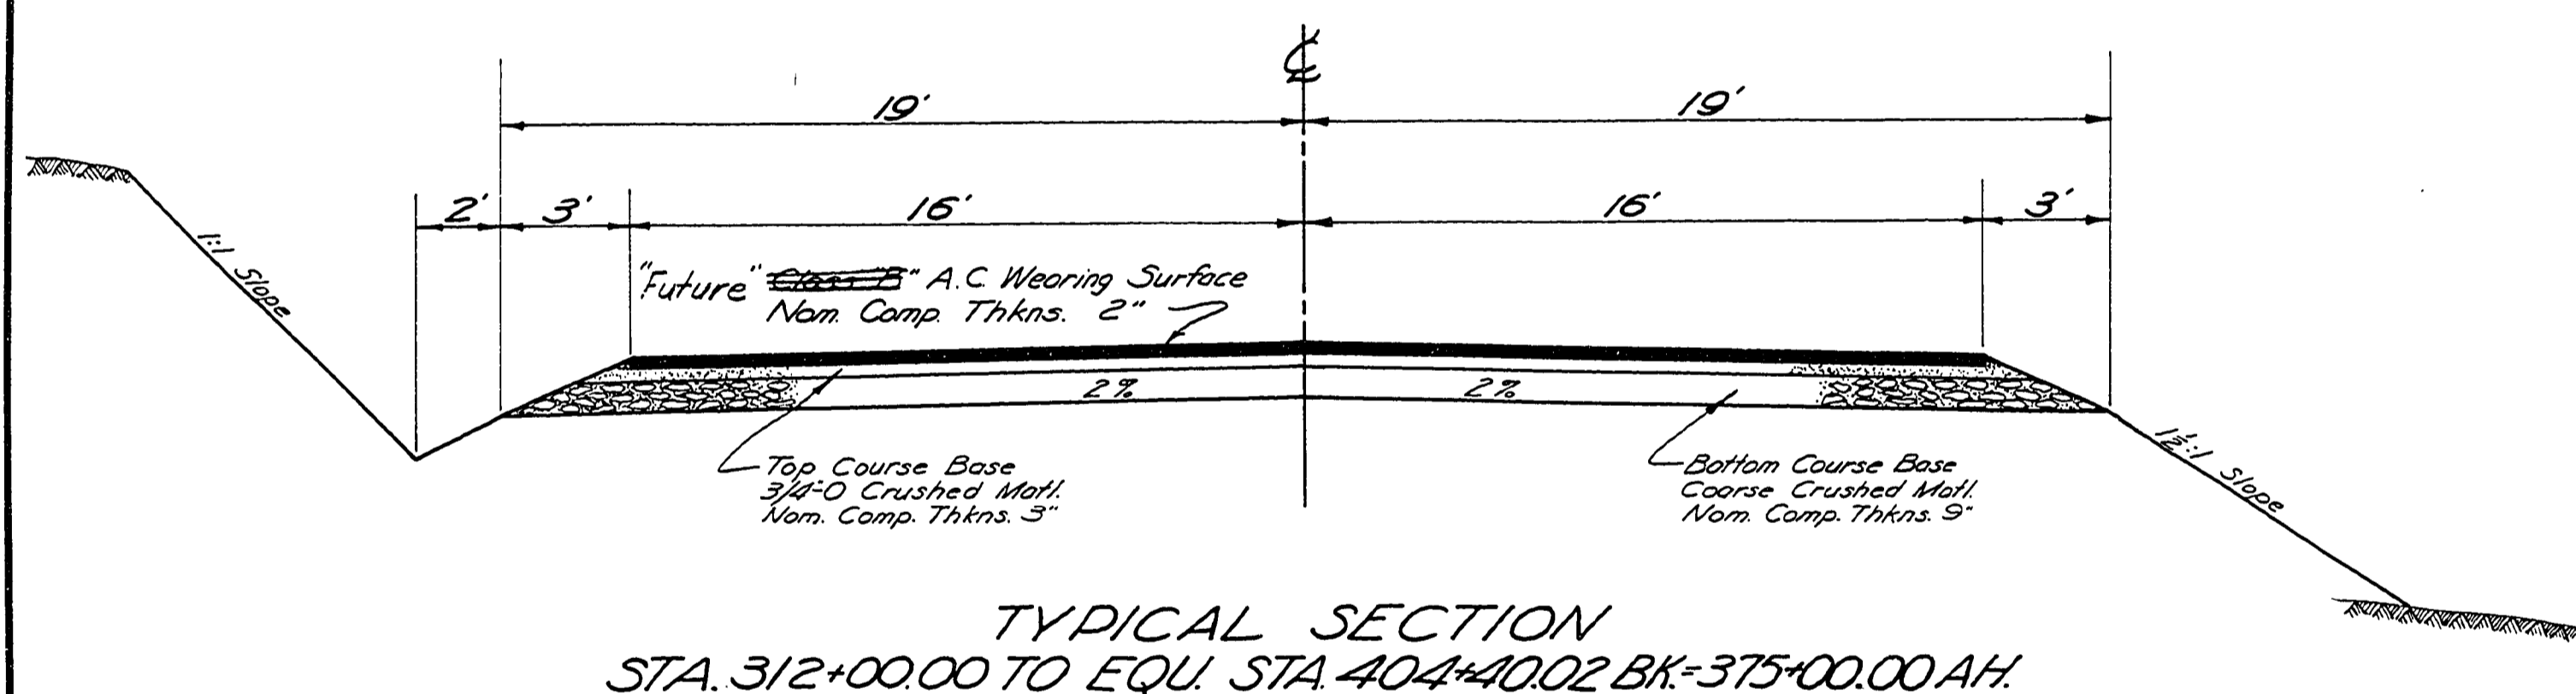 ℄
19' 19'
2' 3' 16' 16' 3'
1:1 Slope
"Future" Class "B" A.C. Wearing Surface
Nom. Comp. Thkns. 2"
2% 2%
Top Course Base
3/4"-0 Crushed Matl.
Nom. Comp. Thkns. 3"
Bottom Course Base
Coarse Crushed Matl.
Nom. Comp. Thkns. 9"
1½:1 Slope
TYPICAL SECTION
STA. 312+00.00 TO EQU. STA. 404+40.02 BK.=375+00.00 AH.